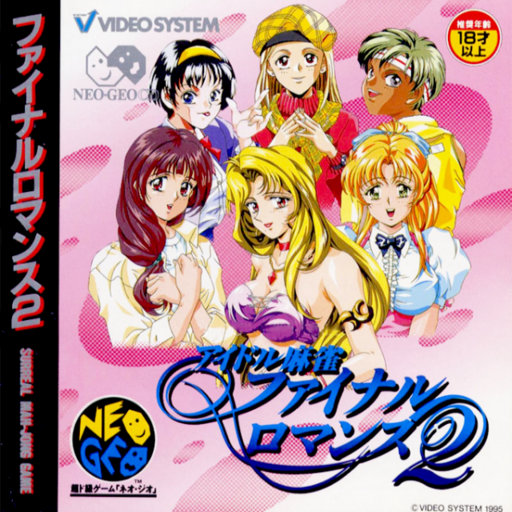 VIDEO SYSTEM
NEO-GEO CD
推奨年齢
18才
以上
ファイナルロマンス2
SURREAL MAH-JONG GAME
アイドル麻雀
ファイナル
ロマンス2
NEO
GEO
超ド級ゲーム「ネオ・ジオ」
© VIDEO SYSTEM 1995